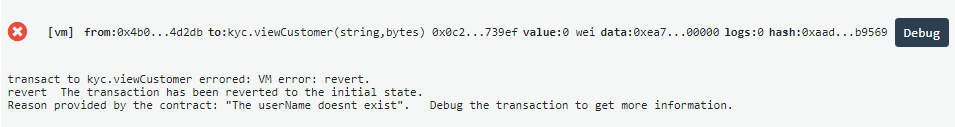 [vm] from:0x4b0...4d2db to:kyc.viewCustomer(string,bytes) 0x0c2...739ef value:0 wei data:0xea7...00000 logs:0 hash:0xaad...b9569 Debug
transact to kyc.viewCustomer errored: VM error: revert.
revert The transaction has been reverted to the initial state.
Reason provided by the contract: "The userName doesnt exist". Debug the transaction to get more information.